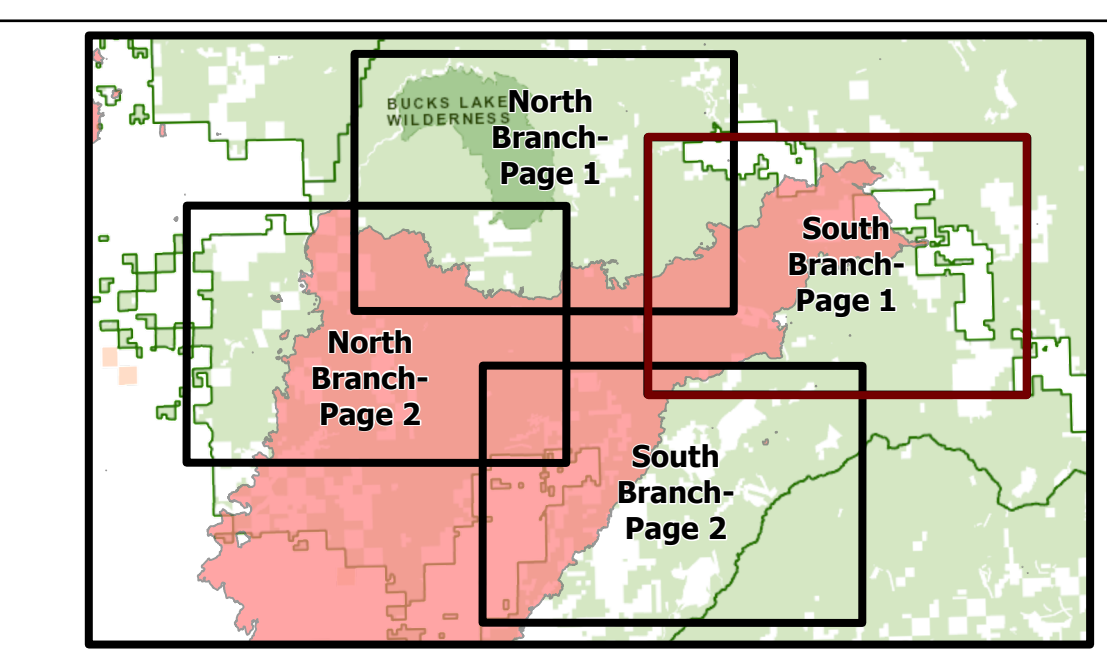 BUCKS LAKE
WILDERNESS
North
Branch-
Page 1
South
Branch-
Page 1
North
Branch-
Page 2
South
Branch-
Page 2